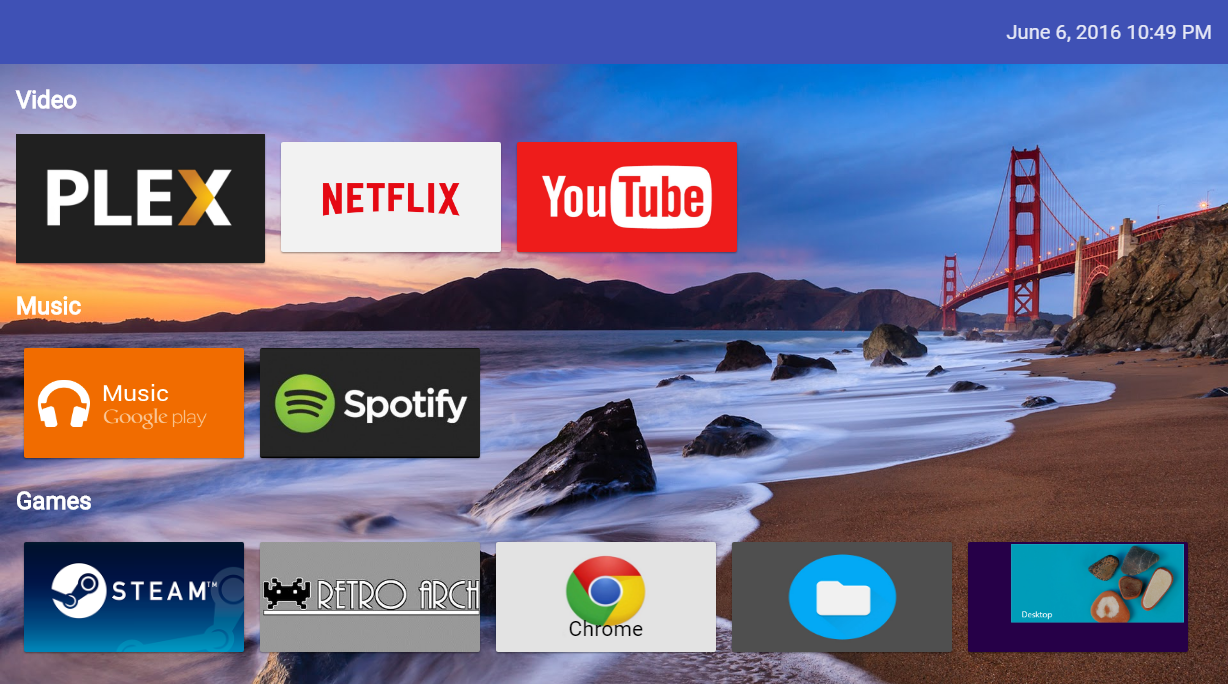 June 6, 2016 10:49 PM
Video
PLEX
NETFLIX
YouTube
Music
Music
Google play
Spotify
Games
STEAM™
RETRO ARCH
Chrome
Desktop